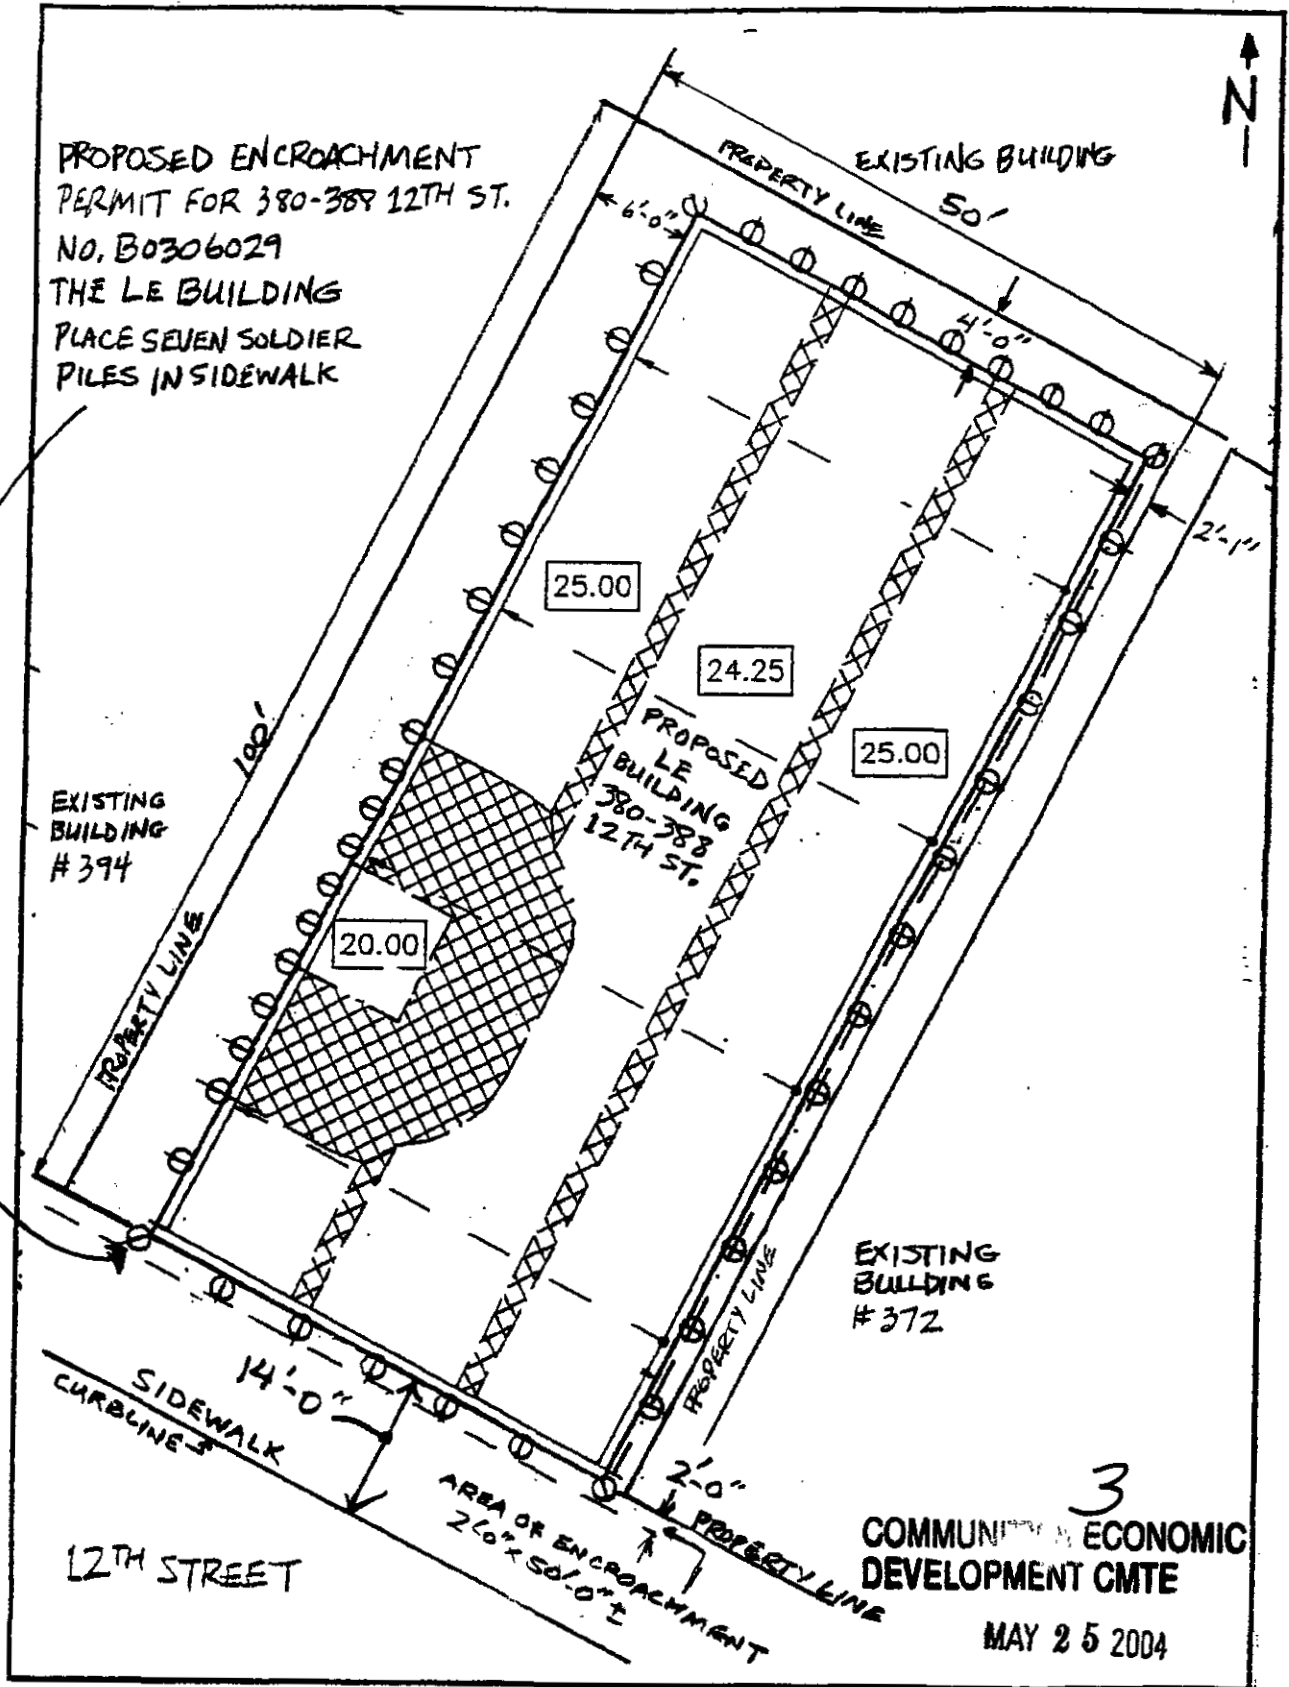 N
PROPOSED ENCROACHMENT
PERMIT FOR 380-388 12TH ST.
NO. B0306029
THE LE BUILDING
PLACE SEVEN SOLDIER
PILES IN SIDEWALK
PROPERTY LINE
EXISTING BUILDING
50'
6'-0"
4'-0"
2'-1"
25.00
24.25
25.00
PROPOSED
LE
BUILDING
380-388
12TH ST.
100'
EXISTING
BUILDING
# 394
20.00
PROPERTY LINE
EXISTING
BUILDING
# 372
PROPERTY LINE
SIDEWALK
CURBLINE
14'-0"
2'-0"
PROPERTY LINE
AREA OF ENCROACHMENT
2'-0" x 50'-0" ±
12TH STREET
3
ECONOMIC
DEVELOPMENT CMTE
MAY 25 2004